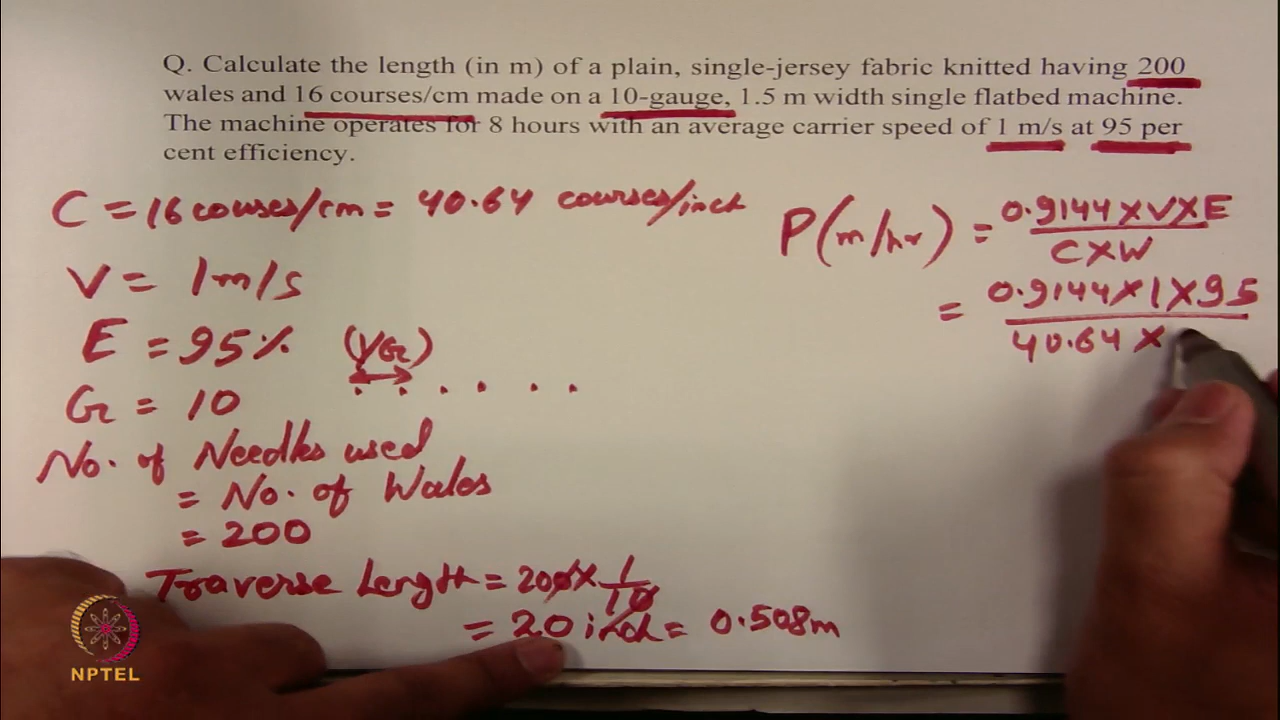 Q. Calculate the length (in m) of a plain, single-jersey fabric knitted having 200
wales and 16 courses/cm made on a 10-gauge, 1.5 m width single flatbed machine.
The machine operates for 8 hours with an average carrier speed of 1 m/s at 95 per
cent efficiency.
C = 16 courses/cm = 40.64 courses/inch
V = 1m/s
E = 95%
(1/G)
G = 10
No. of Needles used
= No. of Wales
= 200
Traverse Length = 200 × 1/10
= 20 inch = 0.508m
P(m/hr) = 0.9144×V×E
C×W
= 0.9144×1×95
40.64 ×
NPTEL